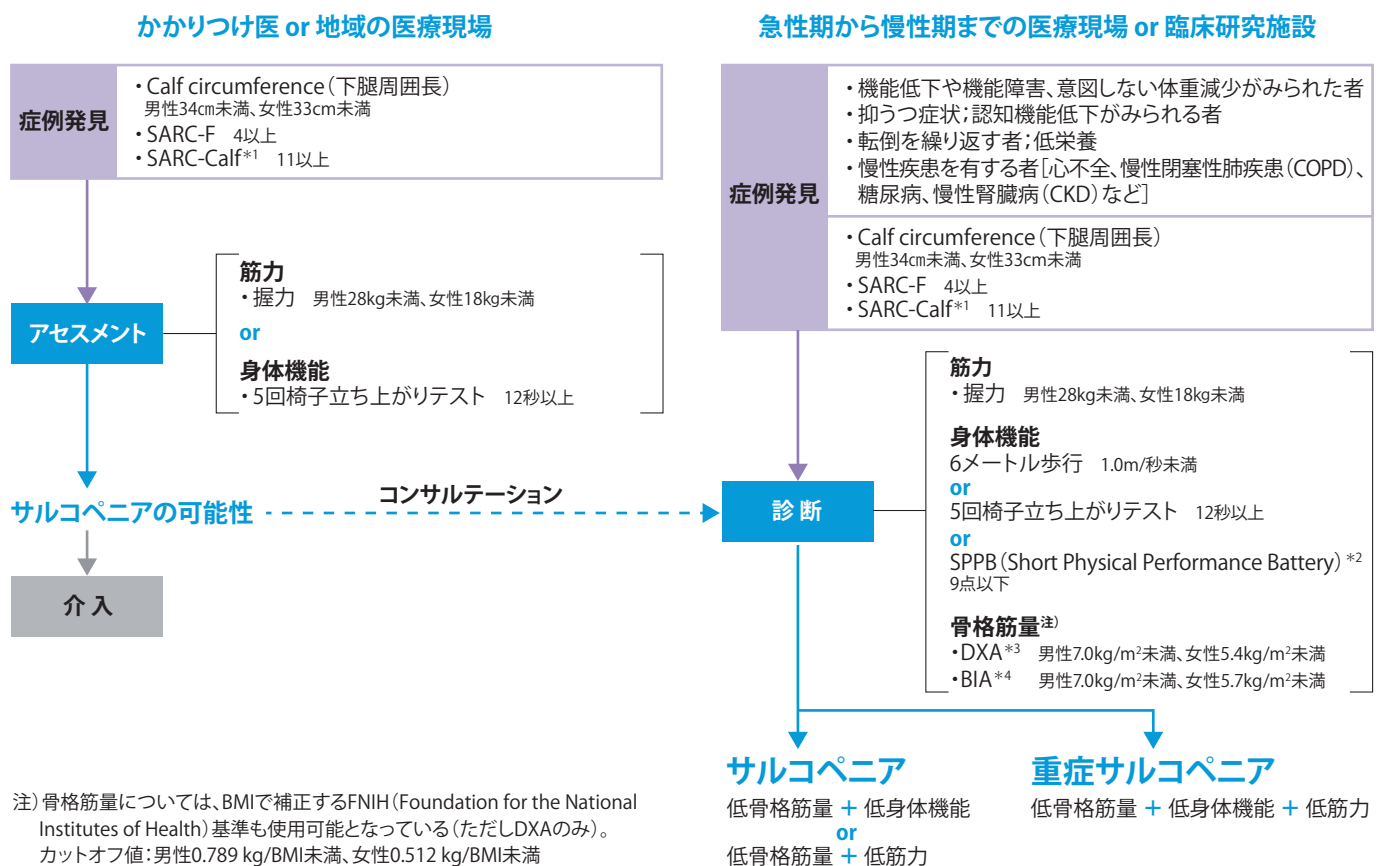 かかりつけ医 or 地域の医療現場
症例発見
・Calf circumference（下腿周囲長）
男性34㎝未満、女性33cm未満
・SARC-F 4以上
・SARC-Calf*1 11以上
アセスメント
筋力
・握力 男性28kg未満、女性18kg未満
or
身体機能
・5回椅子立ち上がりテスト 12秒以上
サルコペニアの可能性
コンサルテーション
介入
急性期から慢性期までの医療現場 or 臨床研究施設
症例発見
・機能低下や機能障害、意図しない体重減少がみられた者
・抑うつ症状；認知機能低下がみられる者
・転倒を繰り返す者；低栄養
・慢性疾患を有する者［心不全、慢性閉塞性肺疾患（COPD）、
糖尿病、慢性腎臓病（CKD）など］
・Calf circumference（下腿周囲長）
男性34㎝未満、女性33cm未満
・SARC-F 4以上
・SARC-Calf*1 11以上
診断
筋力
・握力 男性28kg未満、女性18kg未満
身体機能
6メートル歩行 1.0m/秒未満
or
5回椅子立ち上がりテスト 12秒以上
or
SPPB（Short Physical Performance Battery）*2
9点以下
骨格筋量注）
・DXA*3 男性7.0kg/m²未満、女性5.4kg/m²未満
・BIA*4 男性7.0kg/m²未満、女性5.7kg/m²未満
サルコペニア
低骨格筋量 + 低身体機能
or
低骨格筋量 + 低筋力
重症サルコペニア
低骨格筋量 + 低身体機能 + 低筋力
注）骨格筋量については、BMIで補正するFNIH（Foundation for the National
Institutes of Health）基準も使用可能となっている（ただしDXAのみ）。
カットオフ値：男性0.789 kg/BMI未満、女性0.512 kg/BMI未満